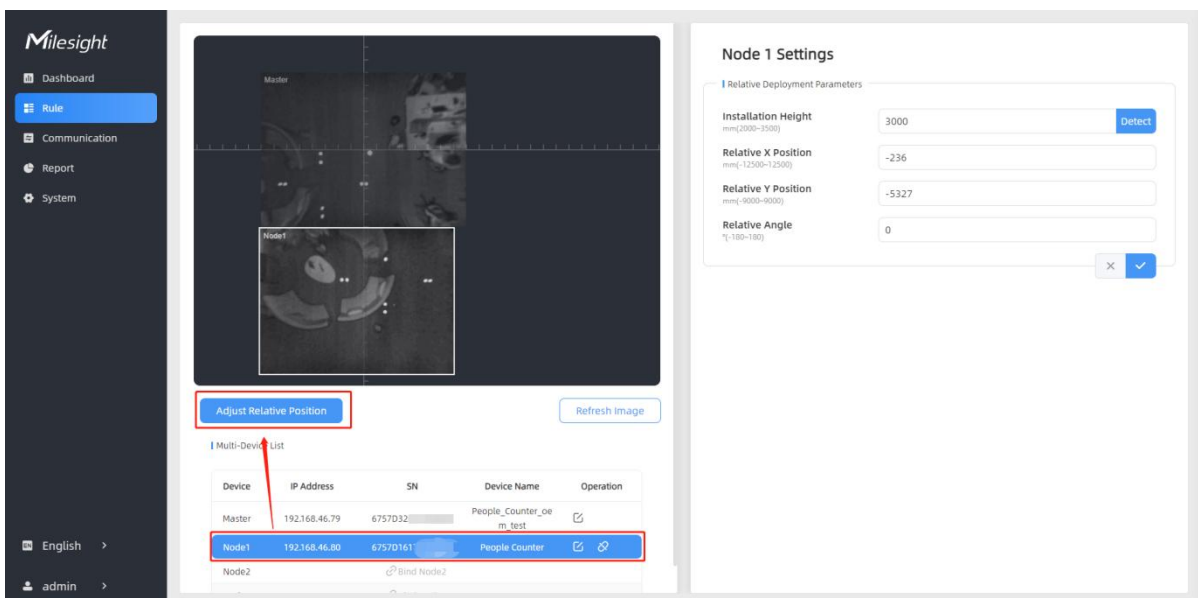 Milesight
Dashboard
Rule
Communication
Report
System
English
admin
Master
Node1
Adjust Relative Position
Refresh Image
Multi-Device List
Device IP Address SN Device Name Operation
Master 192.168.46.79 6757D32 People_Counter_oe
m_test
Node1 192.168.46.80 6757D161 People Counter
Node2 Bind Node2
Node 1 Settings
Relative Deployment Parameters
Installation Height
mm(2000~3500)
3000
Detect
Relative X Position
mm(-12500~12500)
-236
Relative Y Position
mm(-9000~9000)
-5327
Relative Angle
°(-180~180)
0